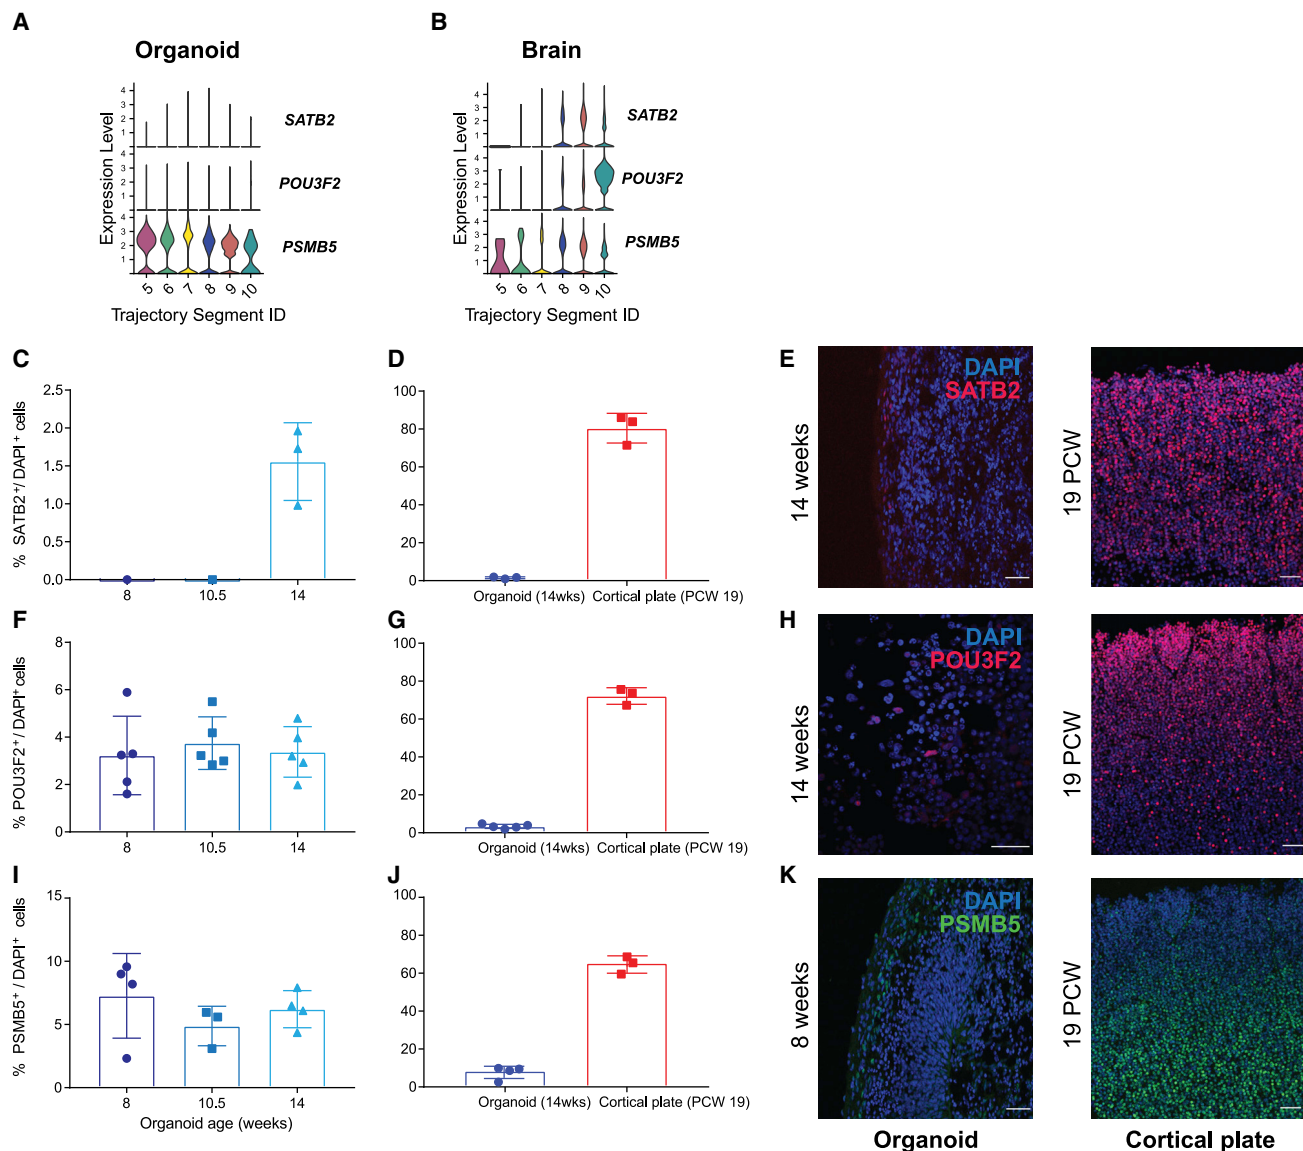 A
B
Organoid
Brain
Expression Level
4
3
2
1
SATB2
4
3
2
1
POU3F2
4
3
2
1
PSMB5
5 6 7 8 9 10
Trajectory Segment ID
Expression Level
4
3
2
1
SATB2
4
3
2
1
POU3F2
4
3
2
1
PSMB5
5 6 7 8 9 10
Trajectory Segment ID
C
% SATB2+/ DAPI+ cells
2.5
2.0
1.5
1.0
0.5
0.0
8 10.5 14
D
100
80
60
40
20
0
Organoid (14wks) Cortical plate (PCW 19)
E
14 weeks
DAPI
SATB2
19 PCW
F
% POU3F2+/ DAPI+ cells
8
6
4
2
0
8 10.5 14
G
100
80
60
40
20
0
Organoid (14wks) Cortical plate (PCW 19)
H
14 weeks
DAPI
POU3F2
19 PCW
I
% PSMB5+ / DAPI+ cells
15
10
5
0
8 10.5 14
Organoid age (weeks)
J
100
80
60
40
20
0
Organoid (14wks) Cortical plate (PCW 19)
K
8 weeks
DAPI
PSMB5
19 PCW
Organoid
Cortical plate